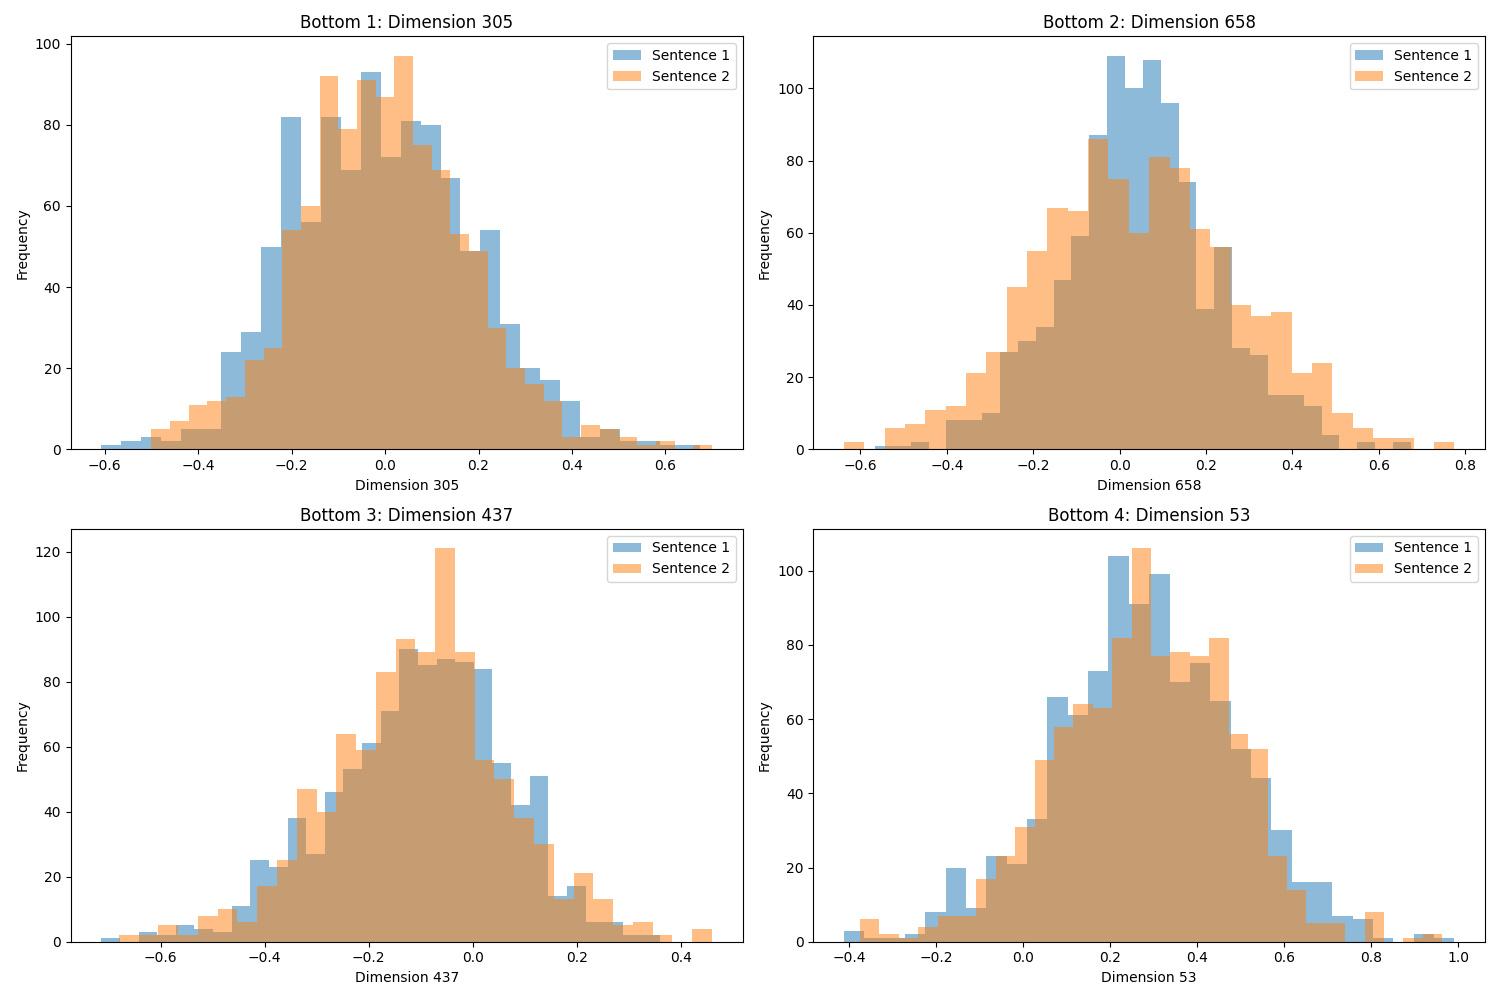 Bottom 1: Dimension 305
Sentence 1
Sentence 2
Frequency
100
80
60
40
20
0
−0.6 −0.4 −0.2 0.0 0.2 0.4 0.6
Dimension 305
Bottom 2: Dimension 658
Sentence 1
Sentence 2
Frequency
100
80
60
40
20
0
−0.6 −0.4 −0.2 0.0 0.2 0.4 0.6 0.8
Dimension 658
Bottom 3: Dimension 437
Sentence 1
Sentence 2
Frequency
120
100
80
60
40
20
0
−0.6 −0.4 −0.2 0.0 0.2 0.4
Dimension 437
Bottom 4: Dimension 53
Sentence 1
Sentence 2
Frequency
100
80
60
40
20
0
−0.4 −0.2 0.0 0.2 0.4 0.6 0.8 1.0
Dimension 53